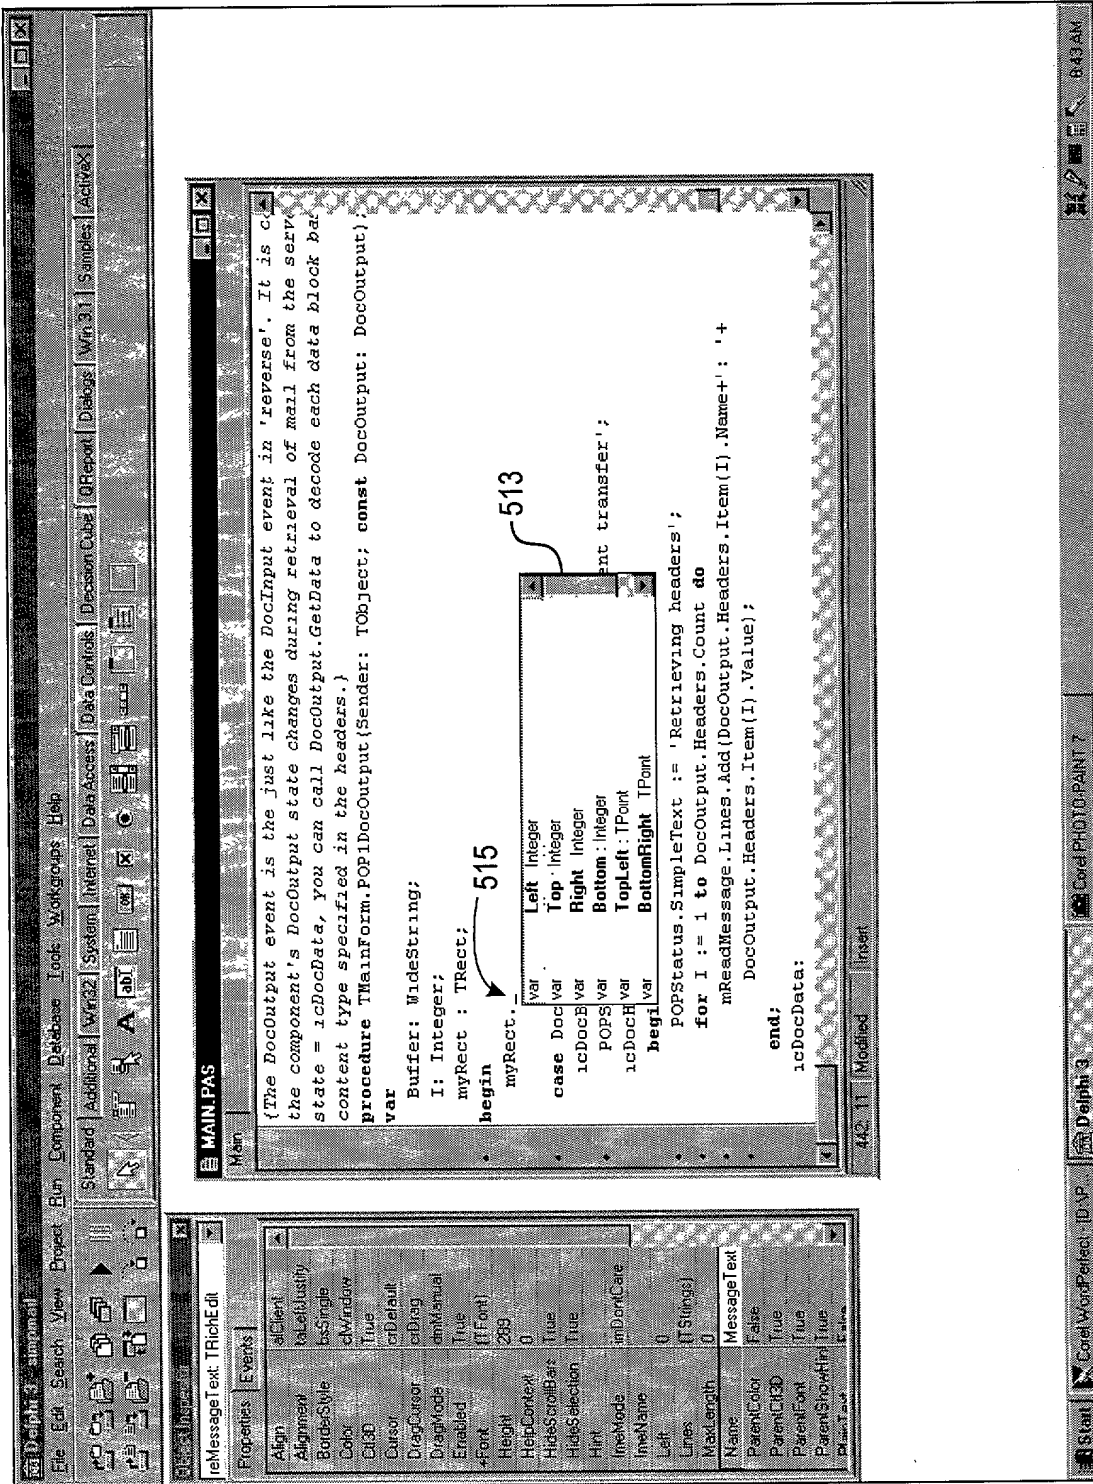 Delphi 3 - simpmail
File Edit Search View Project Run Component Database Tools Workgroups Help
Standard Additional Win32 System Internet Data Access Data Controls Decision Cube QReport Dialogs Win 3.1 Samples ActiveX
Object Inspector
reMessageText: TRichEdit
Properties Events
Align alClient
Alignment taLeftJustify
BorderStyle bsSingle
Color clWindow
Ctl3D True
Cursor crDefault
DragCursor crDrag
DragMode dmManual
Enabled True
+Font (TFont)
Height 289
HelpContext 0
HideScrollBars True
HideSelection True
Hint
ImeMode imDontCare
ImeName
Left 0
Lines (TStrings)
MaxLength 0
Name MessageText
ParentColor False
ParentCtl3D True
ParentFont True
ParentShowHin True
PlainText False
MAIN.PAS
Main
{The DocOutput event is the just like the DocInput event in 'reverse'. It is ca
the component's DocOutput state changes during retrieval of mail from the serve
state = icDocData, you can call DocOutput.GetData to decode each data block bas
content type specified in the headers.}
procedure TMainForm.POP1DocOutput(Sender: TObject; const DocOutput: DocOutput);
var
Buffer: WideString;
I: Integer;
myRect : TRect;
begin
myRect._
515
513
var Left Integer
case Doc var Top : Integer
icDocB var Right Integer
POPS var Bottom : Integer
ent transfer';
icDocH var TopLeft : TPoint
begi var BottomRight TPoint
POPStatus.SimpleText := 'Retrieving headers';
for I := 1 to DocOutput.Headers.Count do
mReadMessage.Lines.Add(DocOutput.Headers.Item(I).Name+': '+
DocOutput.Headers.Item(I).Value);
end;
icDocData:
442: 11 Modified Insert
Start Corel WordPerfect - [D:\P Delphi 3 Corel PHOTO-PAINT 7 8:43 AM